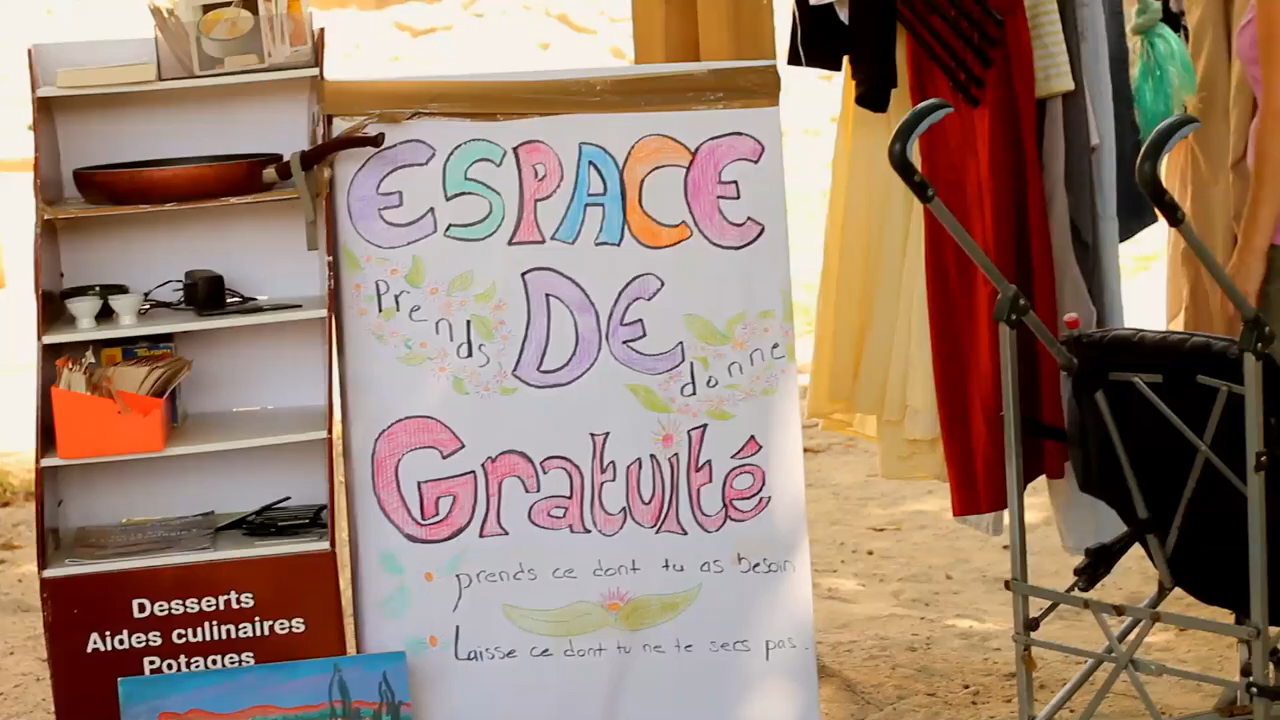 ESPACE
Prends
DE
donne
Gratuité
prends ce dont tu as besoin
Laisse ce dont tu ne te sers pas.
Desserts
Aides culinaires
Potages